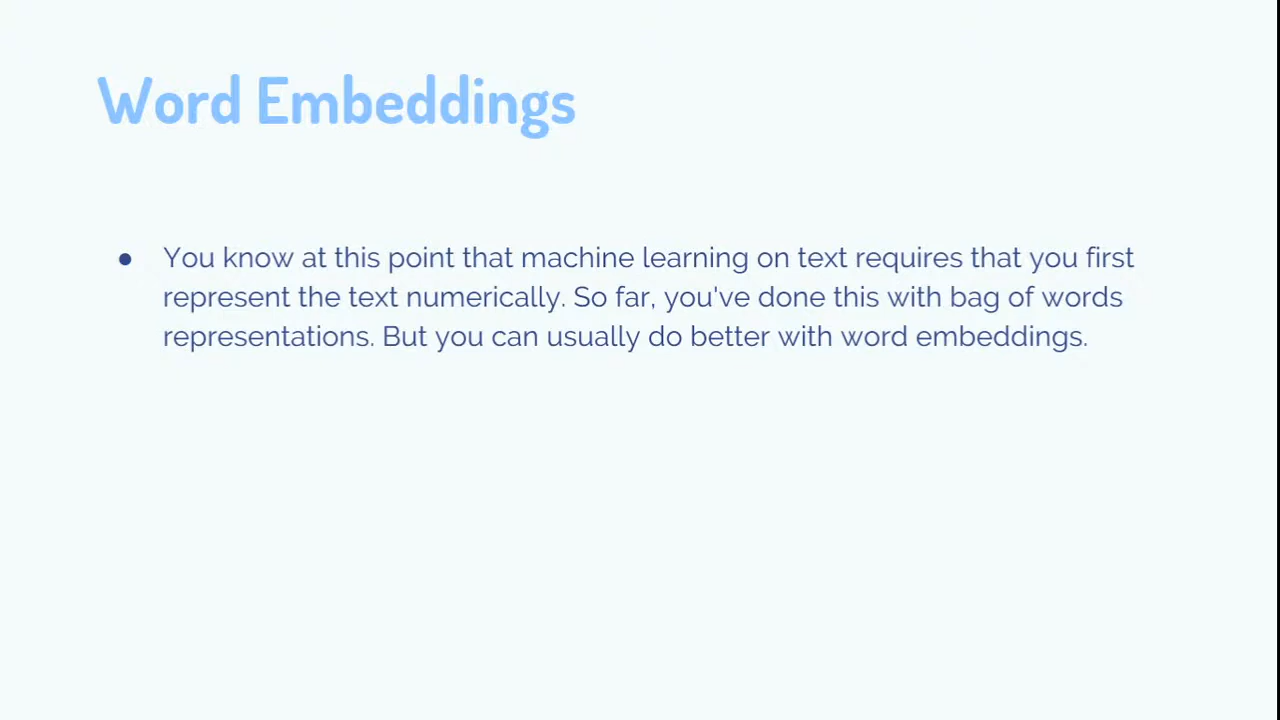 Word Embeddings
● You know at this point that machine learning on text requires that you first
represent the text numerically. So far, you've done this with bag of words
representations. But you can usually do better with word embeddings.